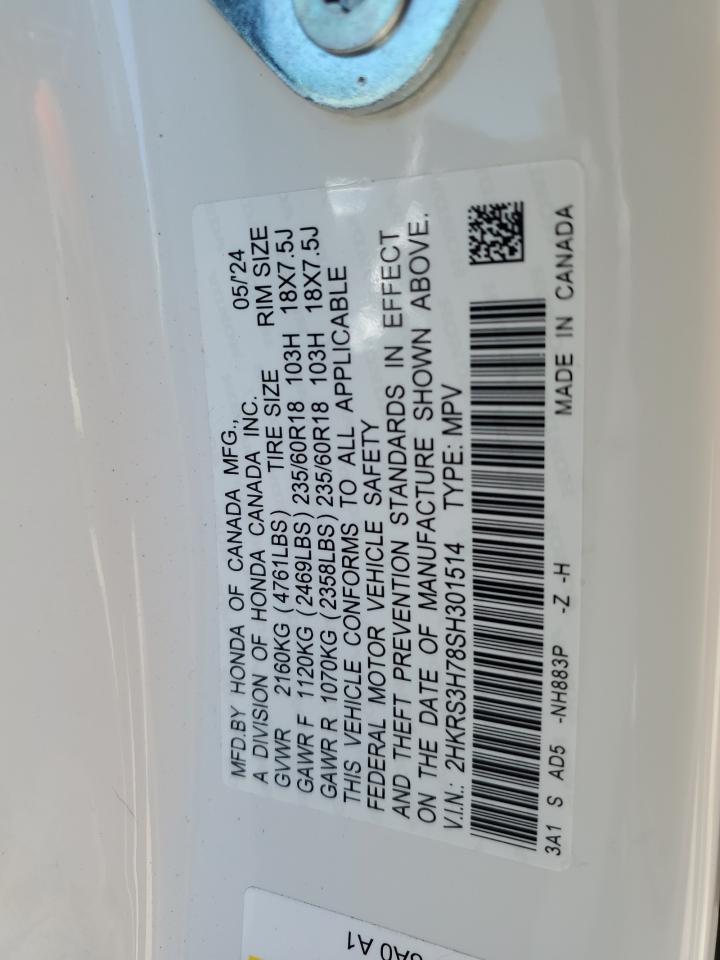 MFD.BY HONDA OF CANADA MFG., 05/'24
A DIVISION OF HONDA CANADA INC.
TIRE SIZE RIM SIZE
GVWR 2160KG (4761LBS)
GAWR F 1120KG (2469LBS) 235/60R18 103H 18X7.5J
GAWR R 1070KG (2358LBS) 235/60R18 103H 18X7.5J
THIS VEHICLE CONFORMS TO ALL APPLICABLE
FEDERAL MOTOR VEHICLE SAFETY
AND THEFT PREVENTION STANDARDS IN EFFECT
ON THE DATE OF MANUFACTURE SHOWN ABOVE.
V.I.N.: 2HKRS3H78SH301514 TYPE: MPV
3A1 S AD5 -NH883P -Z -H MADE IN CANADA
A1